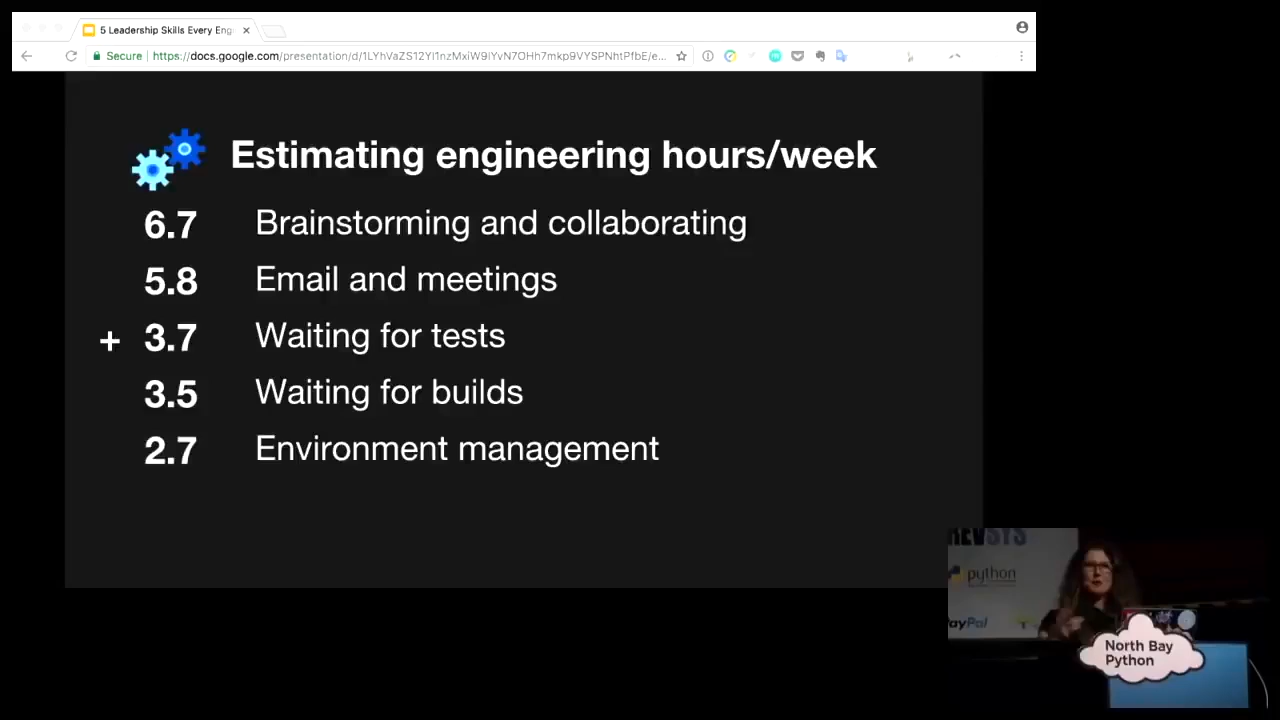 5 Leadership Skills Every Eng
Secure
https://docs.google.com/presentation/d/1LYhVaZS12YI1nzMxiW9IYvN7OHh7mkp9VYSPNhtPfbE/e...
Estimating engineering hours/week
6.7 Brainstorming and collaborating
5.8 Email and meetings
+ 3.7 Waiting for tests
3.5 Waiting for builds
2.7 Environment management
REVSYS
python
PayPal
North Bay
Python